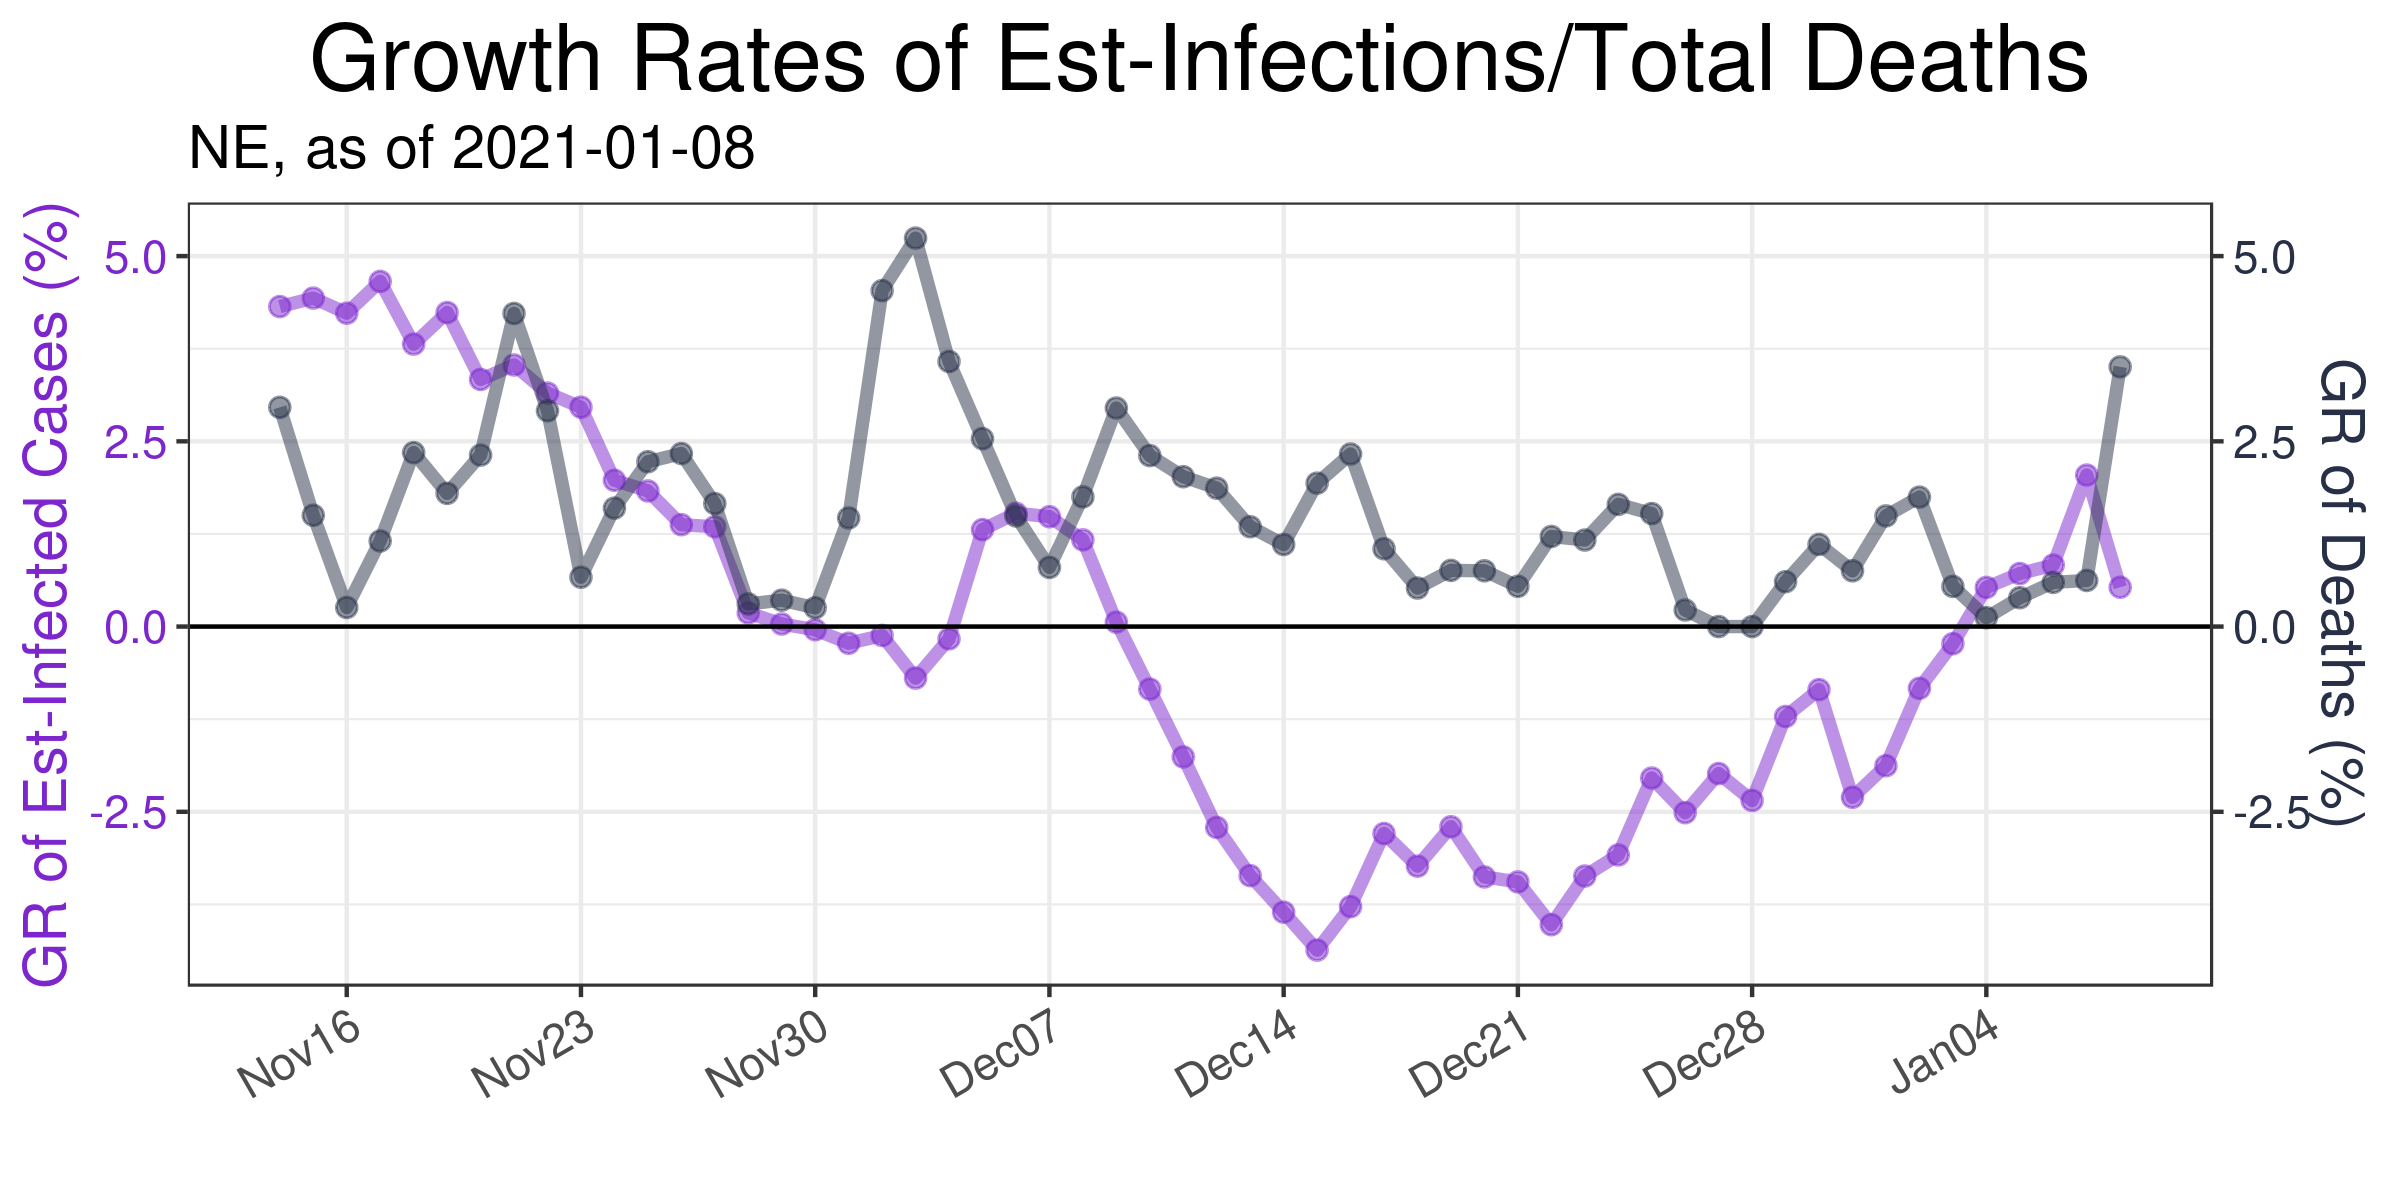 Growth Rates of Est-Infections/Total Deaths
NE, as of 2021-01-08
GR of Est-Infected Cases (%)
5.0
2.5
0.0
-2.5
5.0
2.5
0.0
-2.5
GR of Deaths (%)
Nov16
Nov23
Nov30
Dec07
Dec14
Dec21
Dec28
Jan04